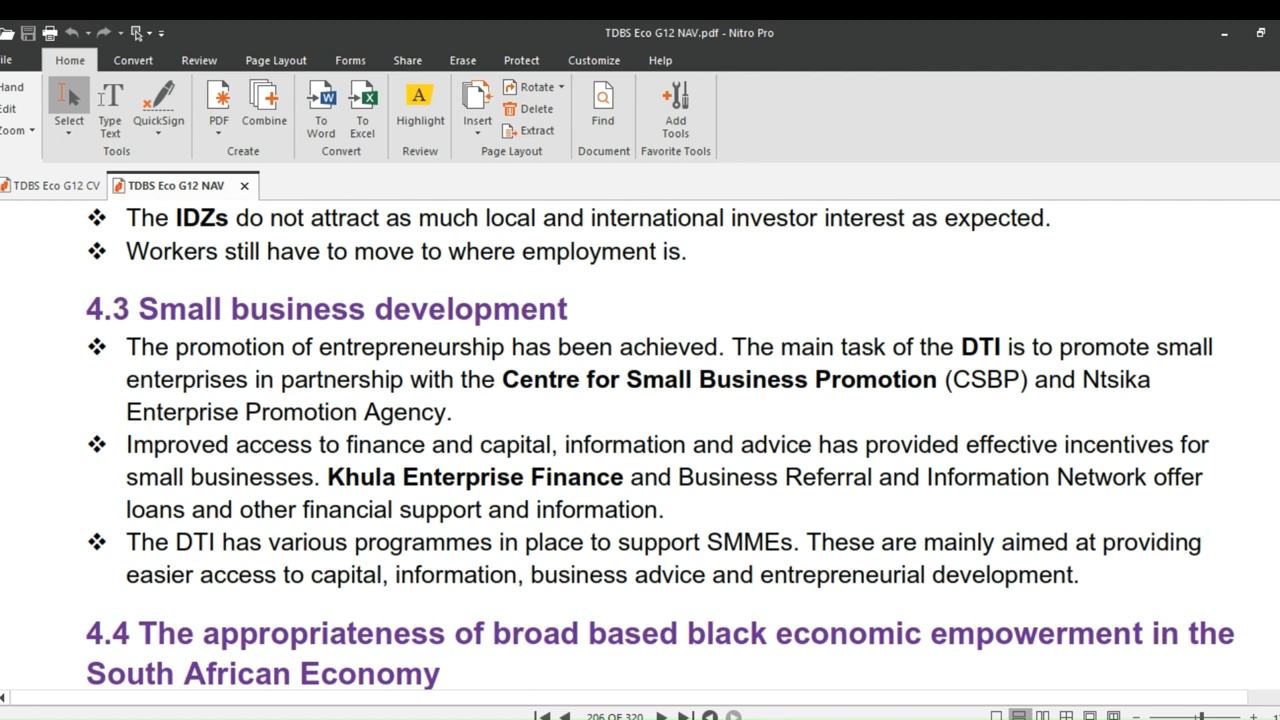 TDBS Eco G12 NAV.pdf - Nitro Pro
Home Convert Review Page Layout Forms Share Erase Protect Customize Help
Select
Type Text
QuickSign
Tools
PDF
Combine
Create
To Word
To Excel
Convert
A
Highlight
Review
Insert
Rotate
Delete
Extract
Page Layout
Find
Document
Add Tools
Favorite Tools
TDBS Eco G12 CV
TDBS Eco G12 NAV
❖ The IDZs do not attract as much local and international investor interest as expected.
❖ Workers still have to move to where employment is.
4.3 Small business development
❖ The promotion of entrepreneurship has been achieved. The main task of the DTI is to promote small
enterprises in partnership with the Centre for Small Business Promotion (CSBP) and Ntsika
Enterprise Promotion Agency.
❖ Improved access to finance and capital, information and advice has provided effective incentives for
small businesses. Khula Enterprise Finance and Business Referral and Information Network offer
loans and other financial support and information.
❖ The DTI has various programmes in place to support SMMEs. These are mainly aimed at providing
easier access to capital, information, business advice and entrepreneurial development.
4.4 The appropriateness of broad based black economic empowerment in the
South African Economy
206 OF 320